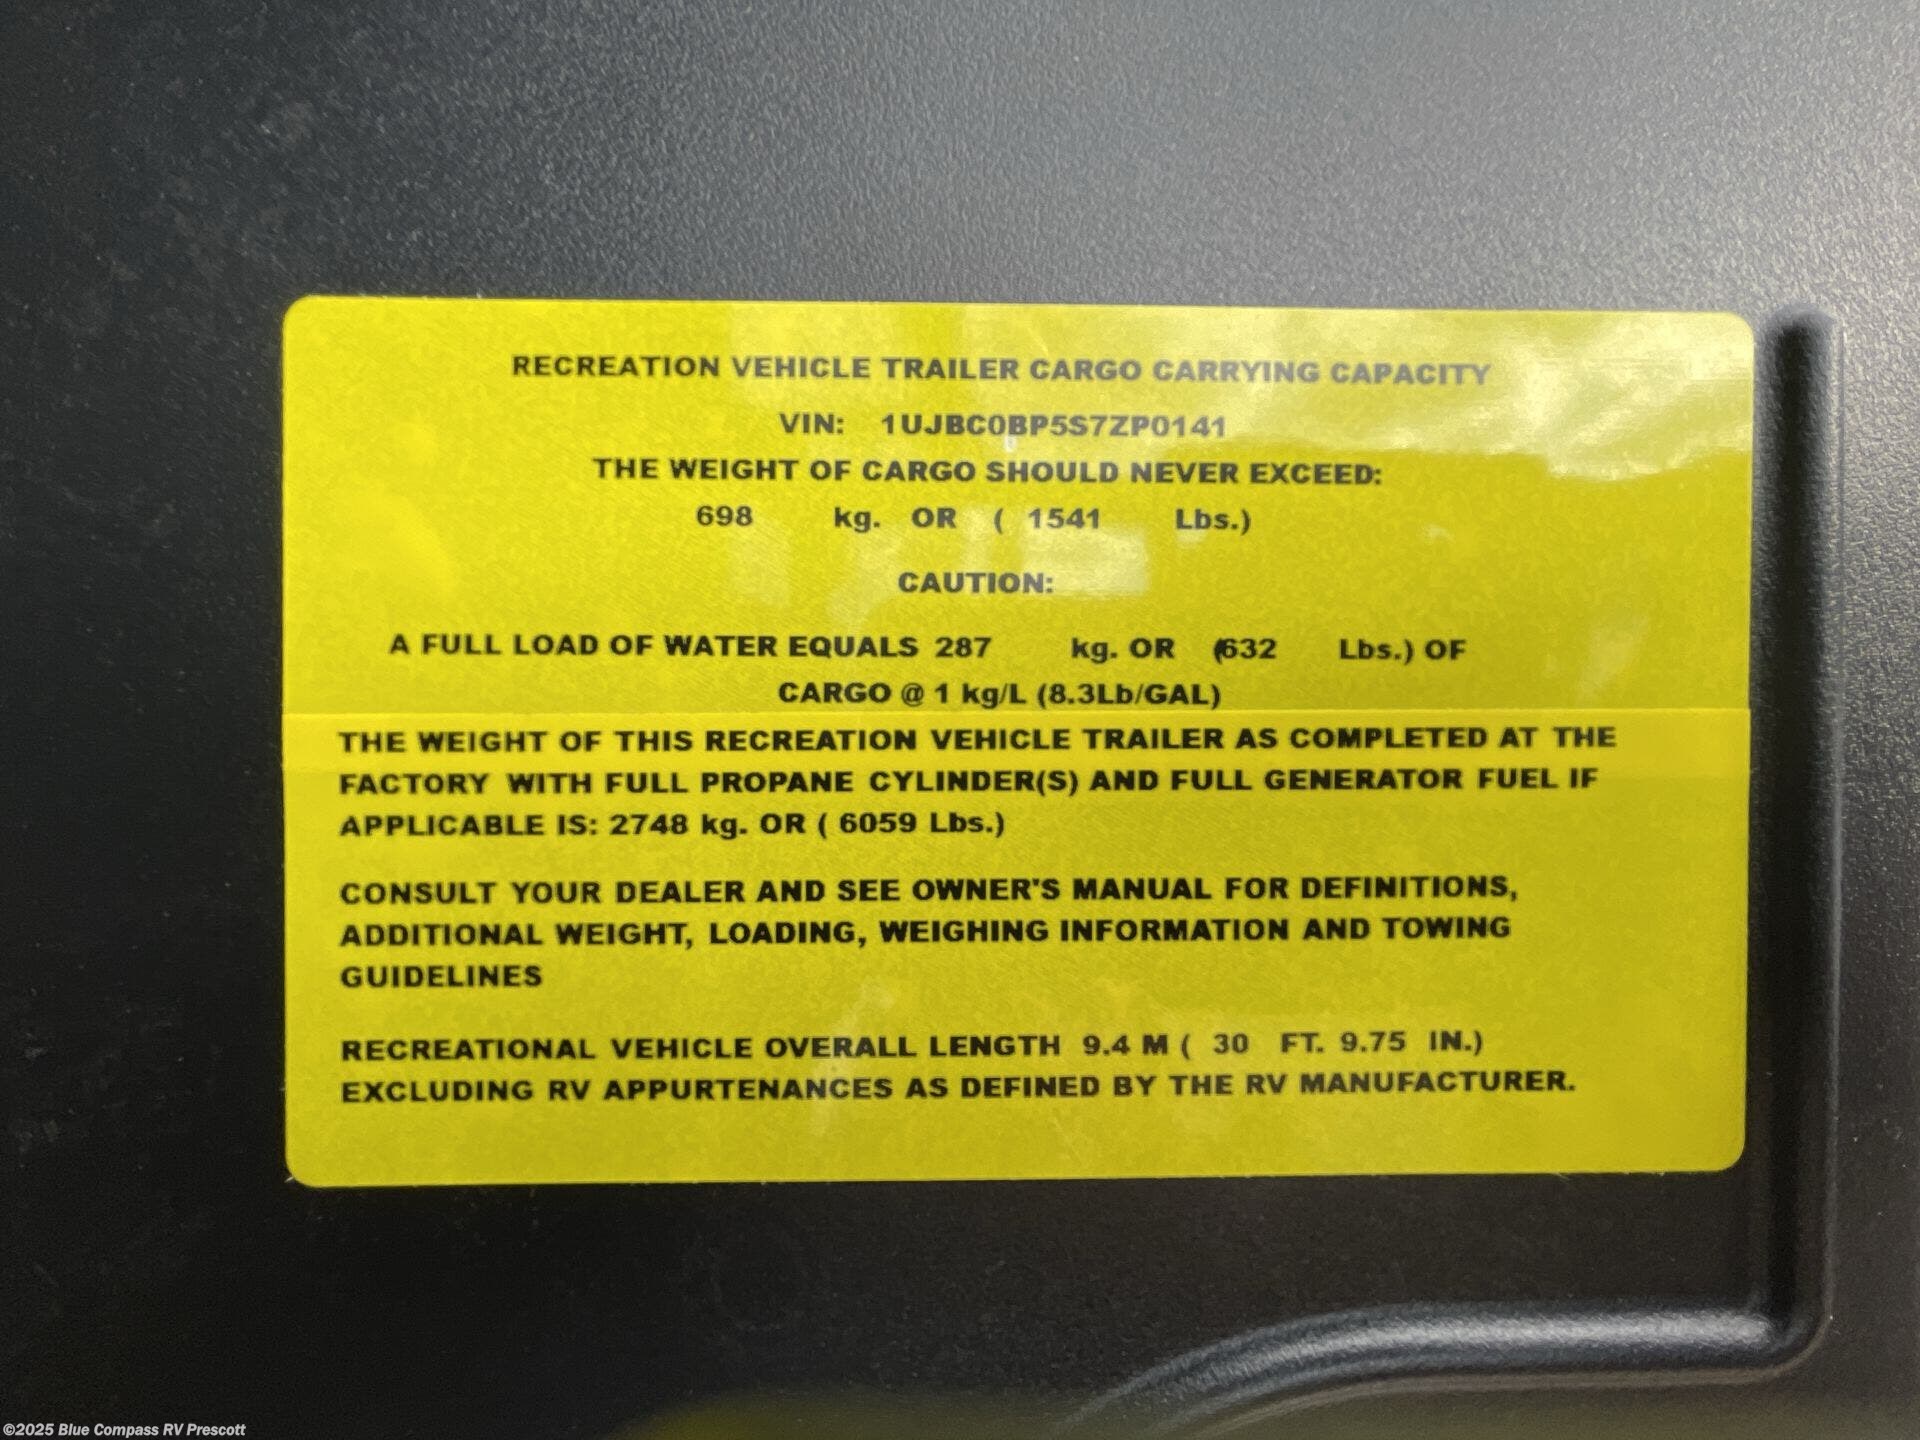 RECREATION VEHICLE TRAILER CARGO CARRYING CAPACITY
VIN: 1UJBC0BP5S7ZP0141
THE WEIGHT OF CARGO SHOULD NEVER EXCEED:
698 kg. OR ( 1541 Lbs.)
CAUTION:
A FULL LOAD OF WATER EQUALS 287 kg. OR (632 Lbs.) OF
CARGO @ 1 kg/L (8.3Lb/GAL)
THE WEIGHT OF THIS RECREATION VEHICLE TRAILER AS COMPLETED AT THE
FACTORY WITH FULL PROPANE CYLINDER(S) AND FULL GENERATOR FUEL IF
APPLICABLE IS: 2748 kg. OR ( 6059 Lbs.)
CONSULT YOUR DEALER AND SEE OWNER'S MANUAL FOR DEFINITIONS,
ADDITIONAL WEIGHT, LOADING, WEIGHING INFORMATION AND TOWING
GUIDELINES
RECREATIONAL VEHICLE OVERALL LENGTH 9.4 M ( 30 FT. 9.75 IN.)
EXCLUDING RV APPURTENANCES AS DEFINED BY THE RV MANUFACTURER.
©2025 Blue Compass RV Prescott